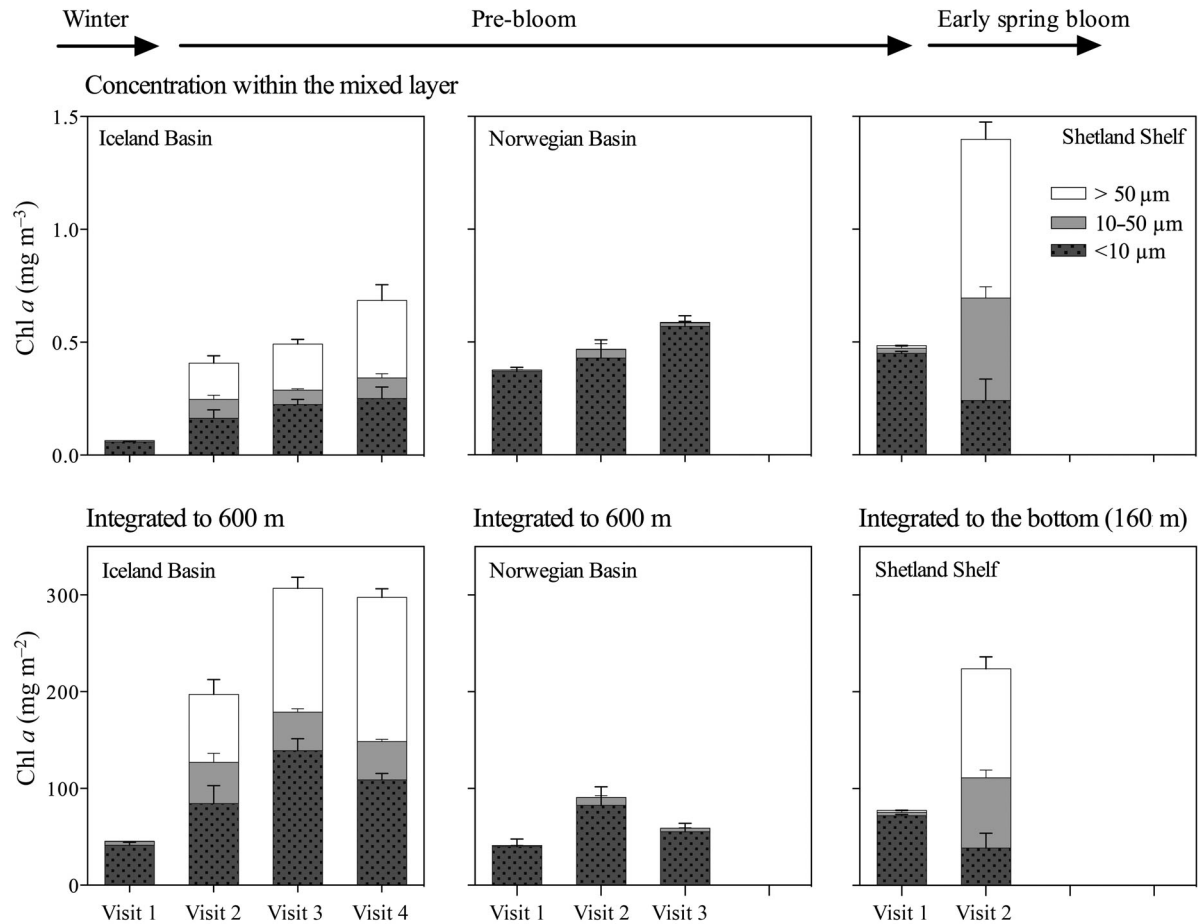 Winter
Pre-bloom
Early spring bloom
Concentration within the mixed layer
Chl a (mg m⁻³)
1.5
1.0
0.5
0.0
Iceland Basin
Norwegian Basin
Shetland Shelf
> 50 µm
10–50 µm
<10 µm
Integrated to 600 m
Integrated to 600 m
Integrated to the bottom (160 m)
Chl a (mg m⁻²)
300
200
100
0
Iceland Basin
Norwegian Basin
Shetland Shelf
Visit 1 Visit 2 Visit 3 Visit 4
Visit 1 Visit 2 Visit 3
Visit 1 Visit 2